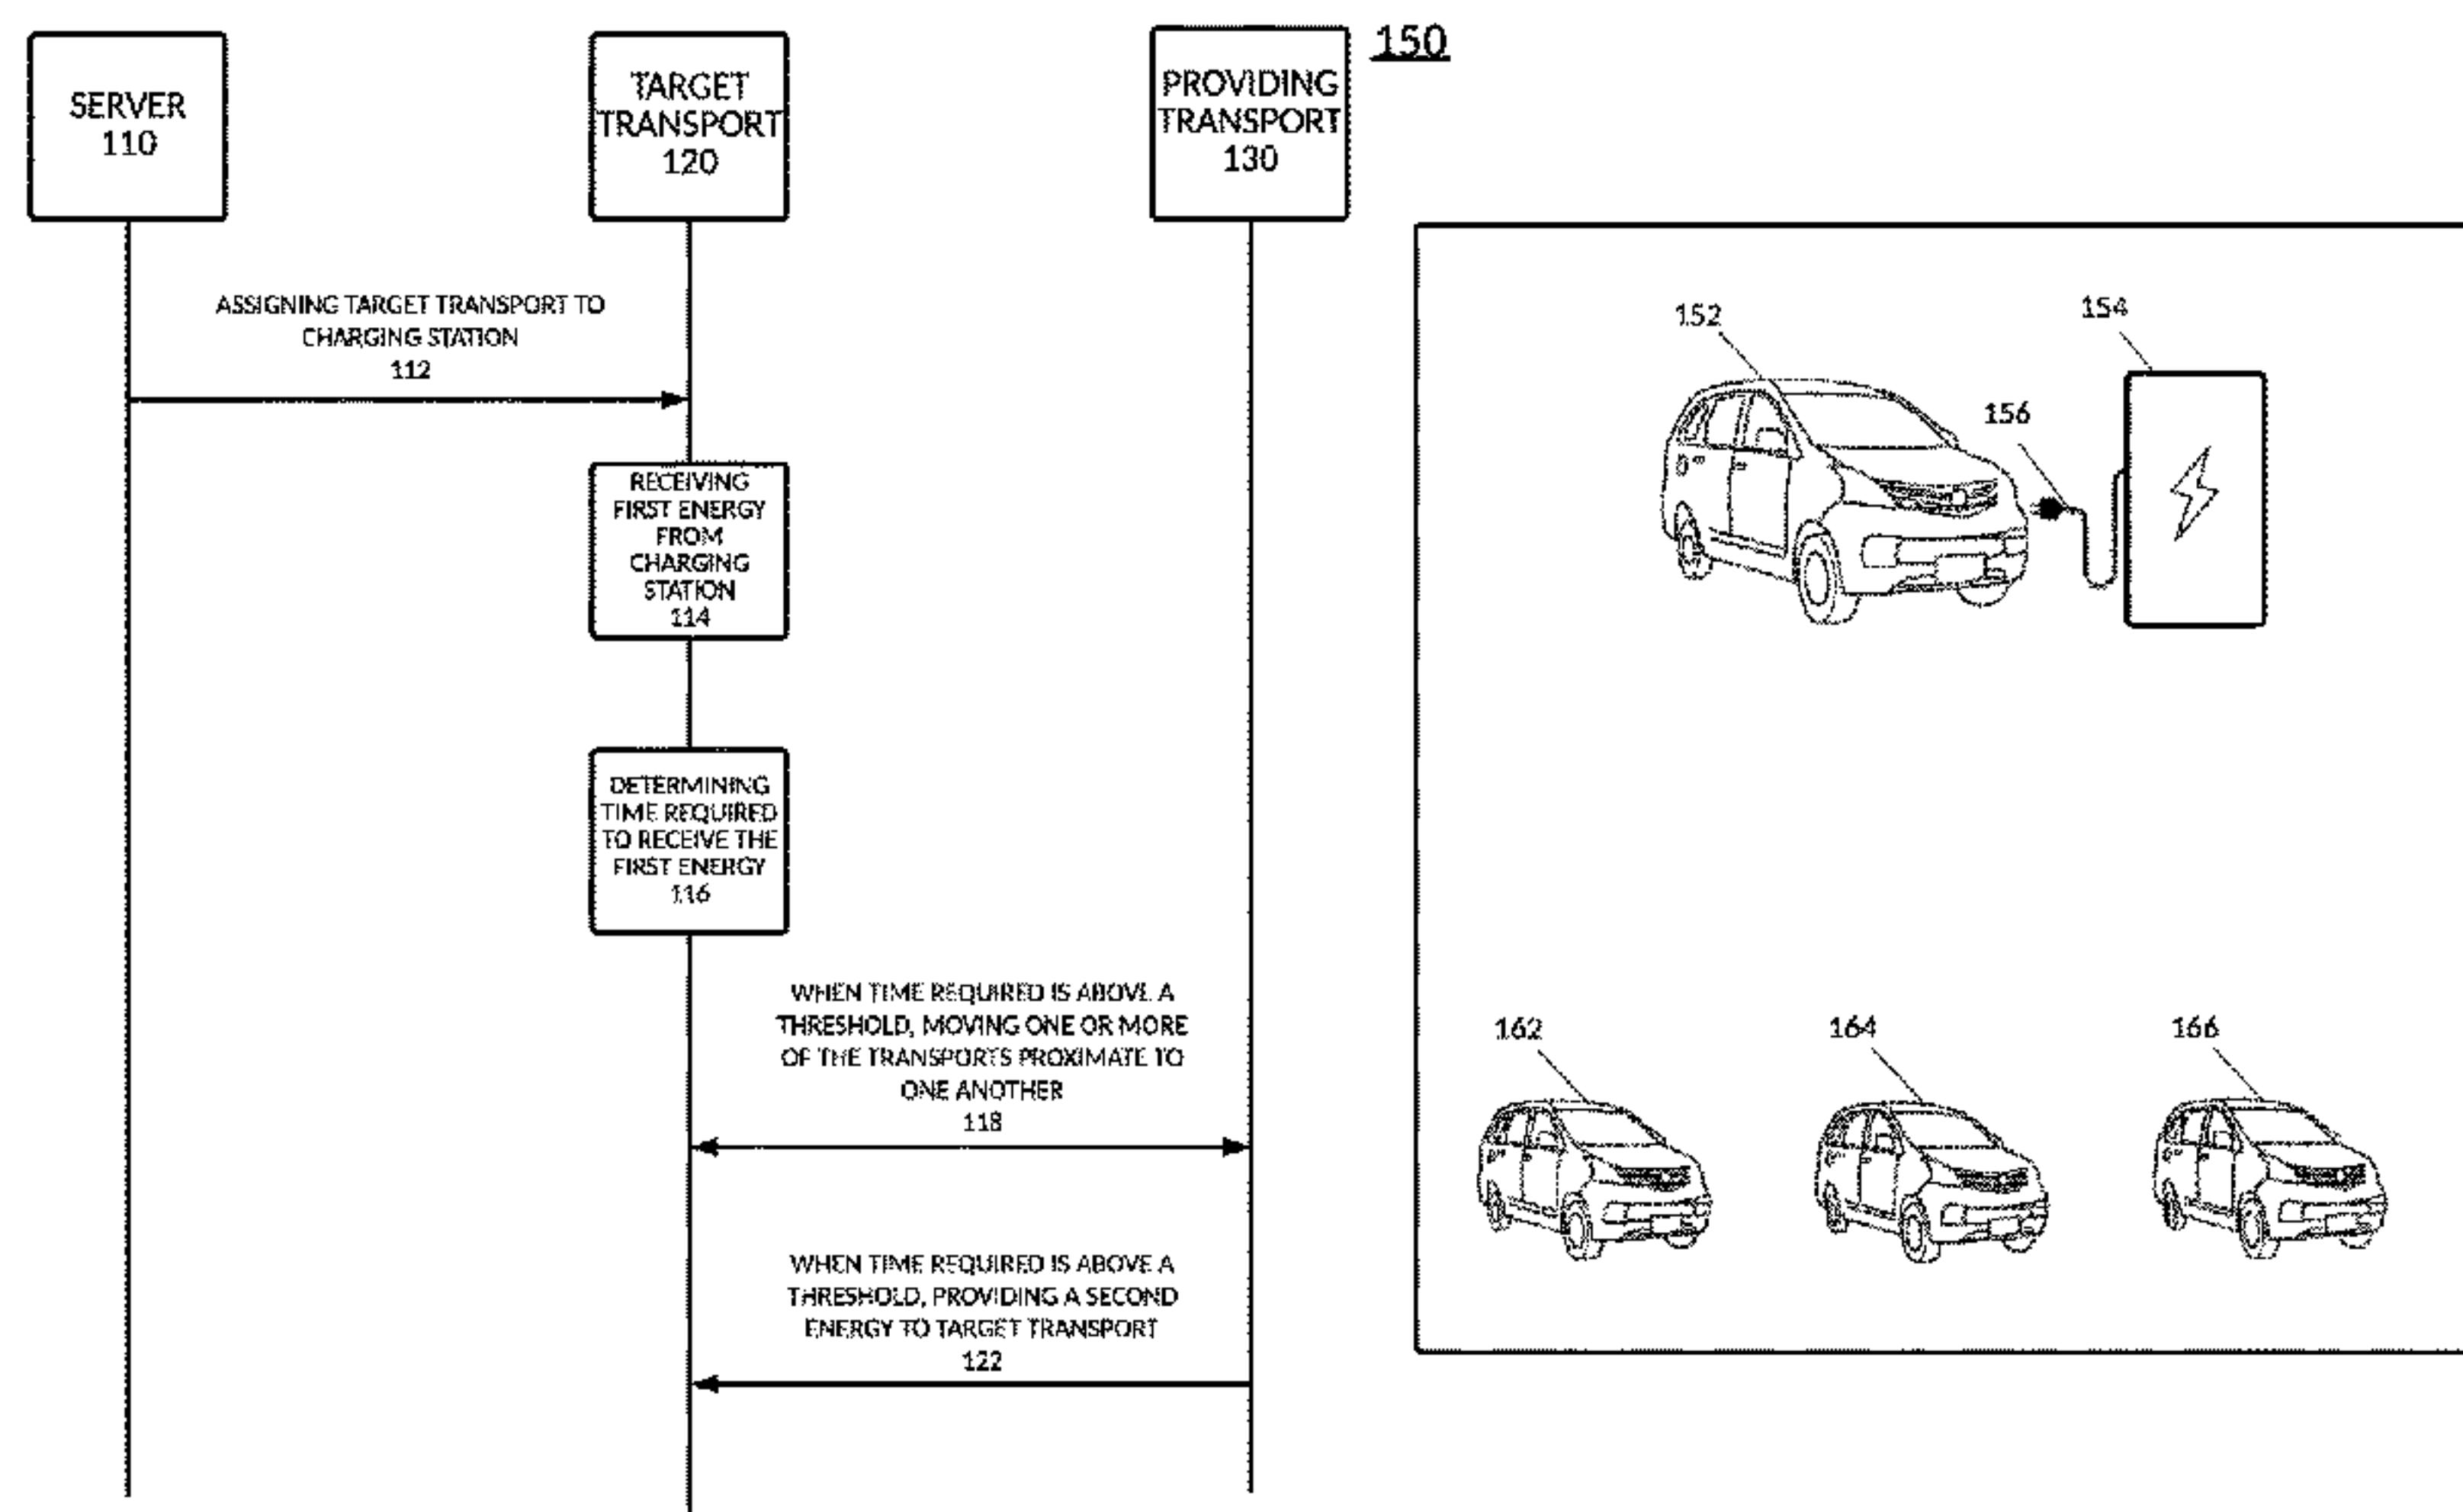 SERVER
110
TARGET
TRANSPORT
120
PROVIDING
TRANSPORT
130
150
ASSIGNING TARGET TRANSPORT TO
CHARGING STATION
112
RECEIVING
FIRST ENERGY
FROM
CHARGING
STATION
114
DETERMINING
TIME REQUIRED
TO RECEIVE THE
FIRST ENERGY
116
WHEN TIME REQUIRED IS ABOVE A
THRESHOLD, MOVING ONE OR MORE
OF THE TRANSPORTS PROXIMATE TO
ONE ANOTHER
118
WHEN TIME REQUIRED IS ABOVE A
THRESHOLD, PROVIDING A SECOND
ENERGY TO TARGET TRANSPORT
122
152
154
156
162
164
166